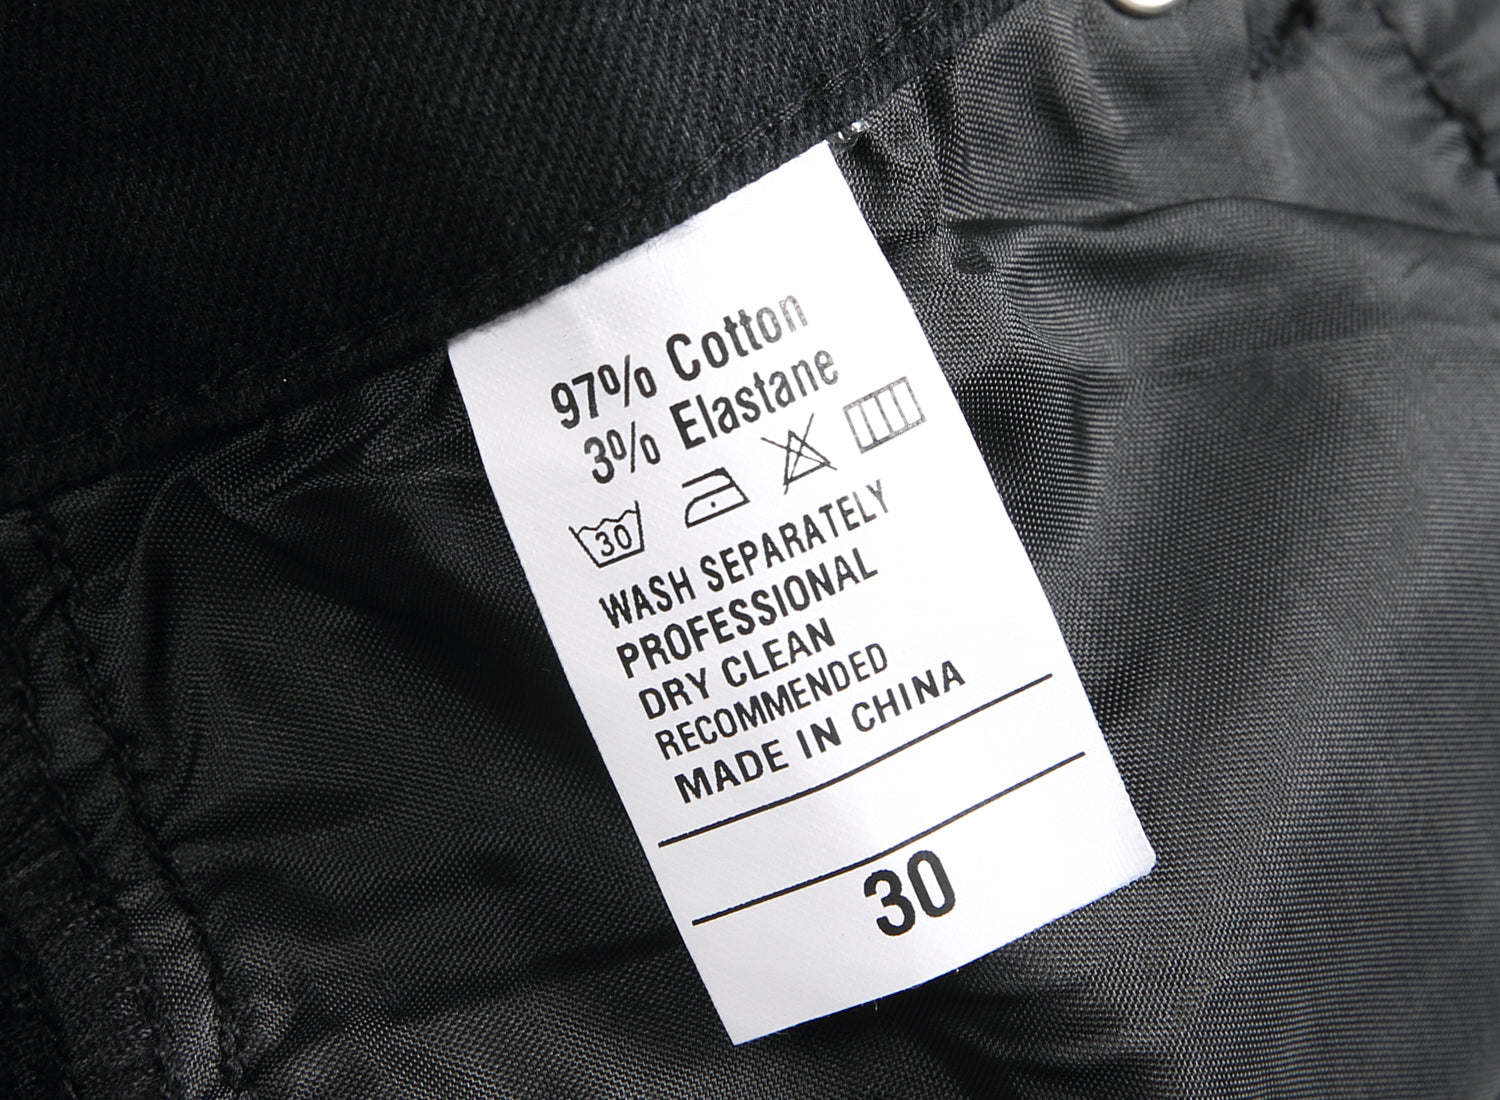 97% Cotton
3% Elastane
30
WASH SEPARATELY
PROFESSIONAL
DRY CLEAN
RECOMMENDED
MADE IN CHINA
30